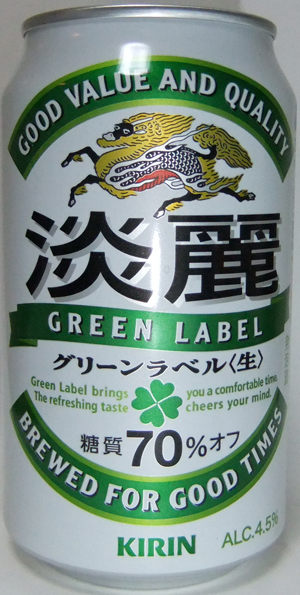 GOOD VALUE AND QUALITY
淡麗
GREEN LABEL
グリーンラベル〈生〉
Green Label brings you a comfortable time.
The refreshing taste cheers your mind.
糖質70%オフ
BREWED FOR GOOD TIMES
KIRIN
ALC.4.5%